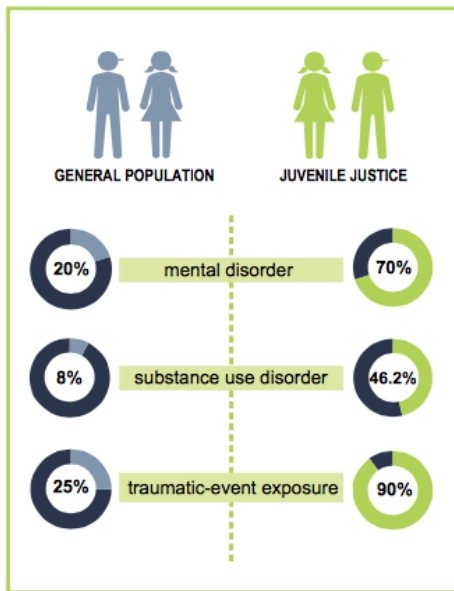 GENERAL POPULATION
JUVENILE JUSTICE
20%
mental disorder
70%
8%
substance use disorder
46.2%
25%
traumatic-event exposure
90%